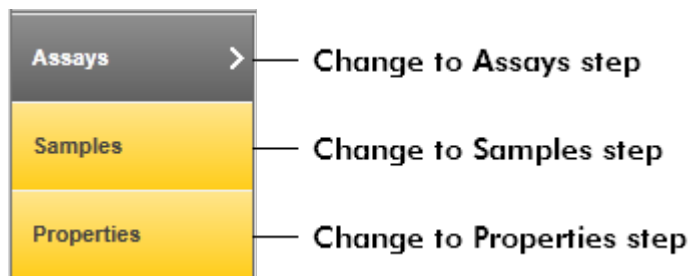 Assays Change to Assays step
Samples Change to Samples step
Properties Change to Properties step